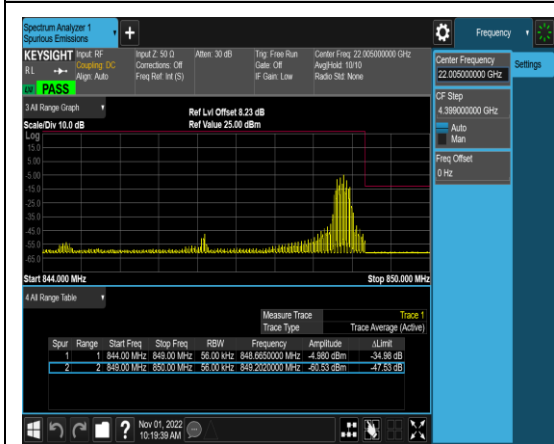 Spectrum Analyzer 1
Spurious Emissions
+
Frequency
KEYSIGHT Input: RF Input Z: 50 Ω Atten: 30 dB Trig: Free Run Center Freq: 22.005000000 GHz
RL Coupling: DC Corrections: Off Gate: Off Avg|Hold: 10/10
Align: Auto Freq Ref: Int (S) IF Gain: Low Radio Std: None
PASS
Center Frequency
22.005000000 GHz
Settings
CF Step
4.399000000 GHz
Auto
Man
Freq Offset
0 Hz
3 All Range Graph
Ref Lvl Offset 8.23 dB
Scale/Div 10.0 dB Ref Value 25.00 dBm
Log
15.0
5.00
-5.00
-15.0
-25.0
-35.0
-45.0
-55.0
-65.0
Start 844.000 MHz Stop 850.000 MHz
4 All Range Table
Measure Trace Trace 1
Trace Type Trace Average (Active)
Spur Range Start Freq Stop Freq RBW Frequency Amplitude ΔLimit
1 1 844.00 MHz 849.00 MHz 56.00 kHz 848.6650000 MHz -4.980 dBm -34.98 dB
2 2 849.00 MHz 850.00 MHz 56.00 kHz 849.2020000 MHz -60.53 dBm -47.53 dB
? Nov 01, 2022
10:19:39 AM